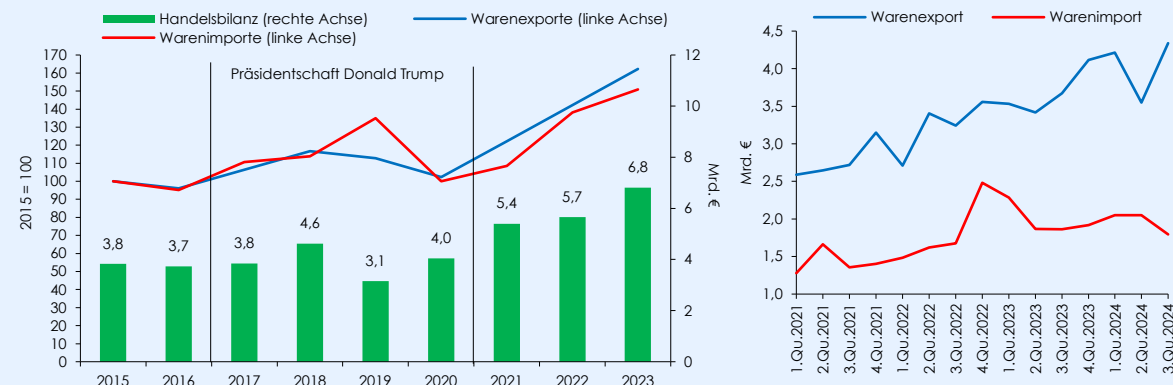 Handelsbilanz (rechte Achse)
Warenexporte (linke Achse)
Warenimporte (linke Achse)
170
160
150
140
130
120
110
100
90
80
70
60
50
40
30
20
10
0
2015 = 100
Präsidentschaft Donald Trump
3,8
3,7
3,8
4,6
3,1
4,0
5,4
5,7
6,8
12
10
8
6
4
2
0
Mrd. €
2015 2016 2017 2018 2019 2020 2021 2022 2023
Warenexport
Warenimport
4,5
4,0
3,5
3,0
2,5
2,0
1,5
1,0
Mrd. €
1.Qu.2021
2.Qu.2021
3.Qu.2021
4.Qu.2021
1.Qu.2022
2.Qu.2022
3.Qu.2022
4.Qu.2022
1.Qu.2023
2.Qu.2023
3.Qu.2023
4.Qu.2023
1.Qu.2024
2.Qu.2024
3.Qu.2024